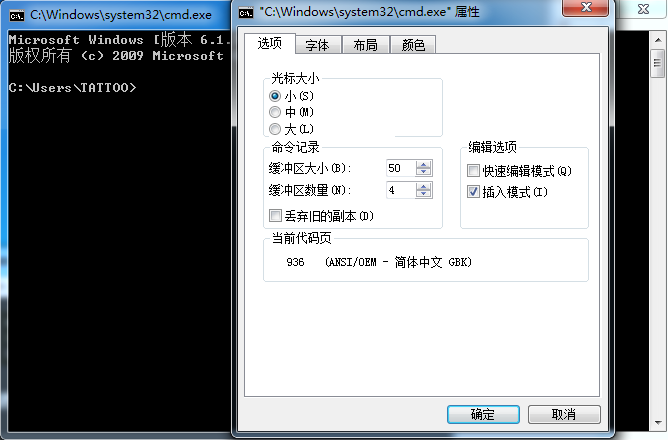 C:\Windows\system32\cmd.exe
Microsoft Windows [版本 6.1.
版权所有 (c) 2009 Microsoft
C:\Users\TATTOO>
"C:\Windows\system32\cmd.exe" 属性
选项 字体 布局 颜色
光标大小
小(S)
中(M)
大(L)
命令记录
缓冲区大小(B): 50
缓冲区数量(N): 4
丢弃旧的副本(D)
编辑选项
快速编辑模式(Q)
插入模式(I)
当前代码页
936 (ANSI/OEM - 简体中文 GBK)
确定 取消